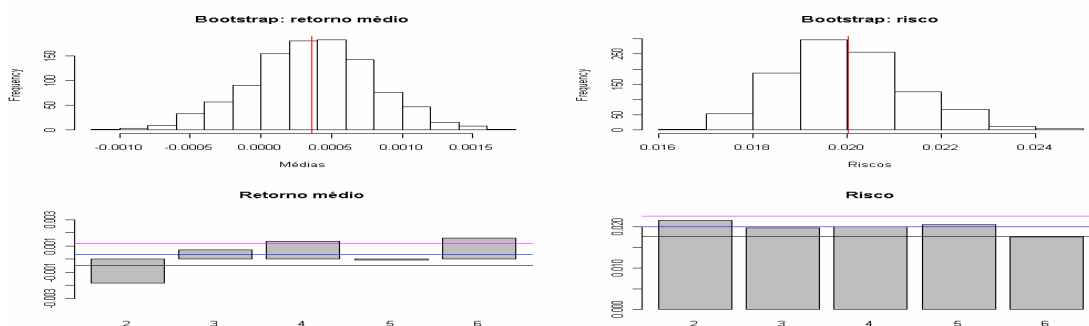 Bootstrap: retorno médio
Frequency
0 50 150
-0.0010 -0.0005 0.0000 0.0005 0.0010 0.0015
Médias
Bootstrap: risco
Frequency
0 50 150 250
0.016 0.018 0.020 0.022 0.024
Riscos
Retorno médio
-0.003 -0.001 0.001 0.003
2 3 4 5 6
Risco
0.000 0.010 0.020
2 3 4 5 6